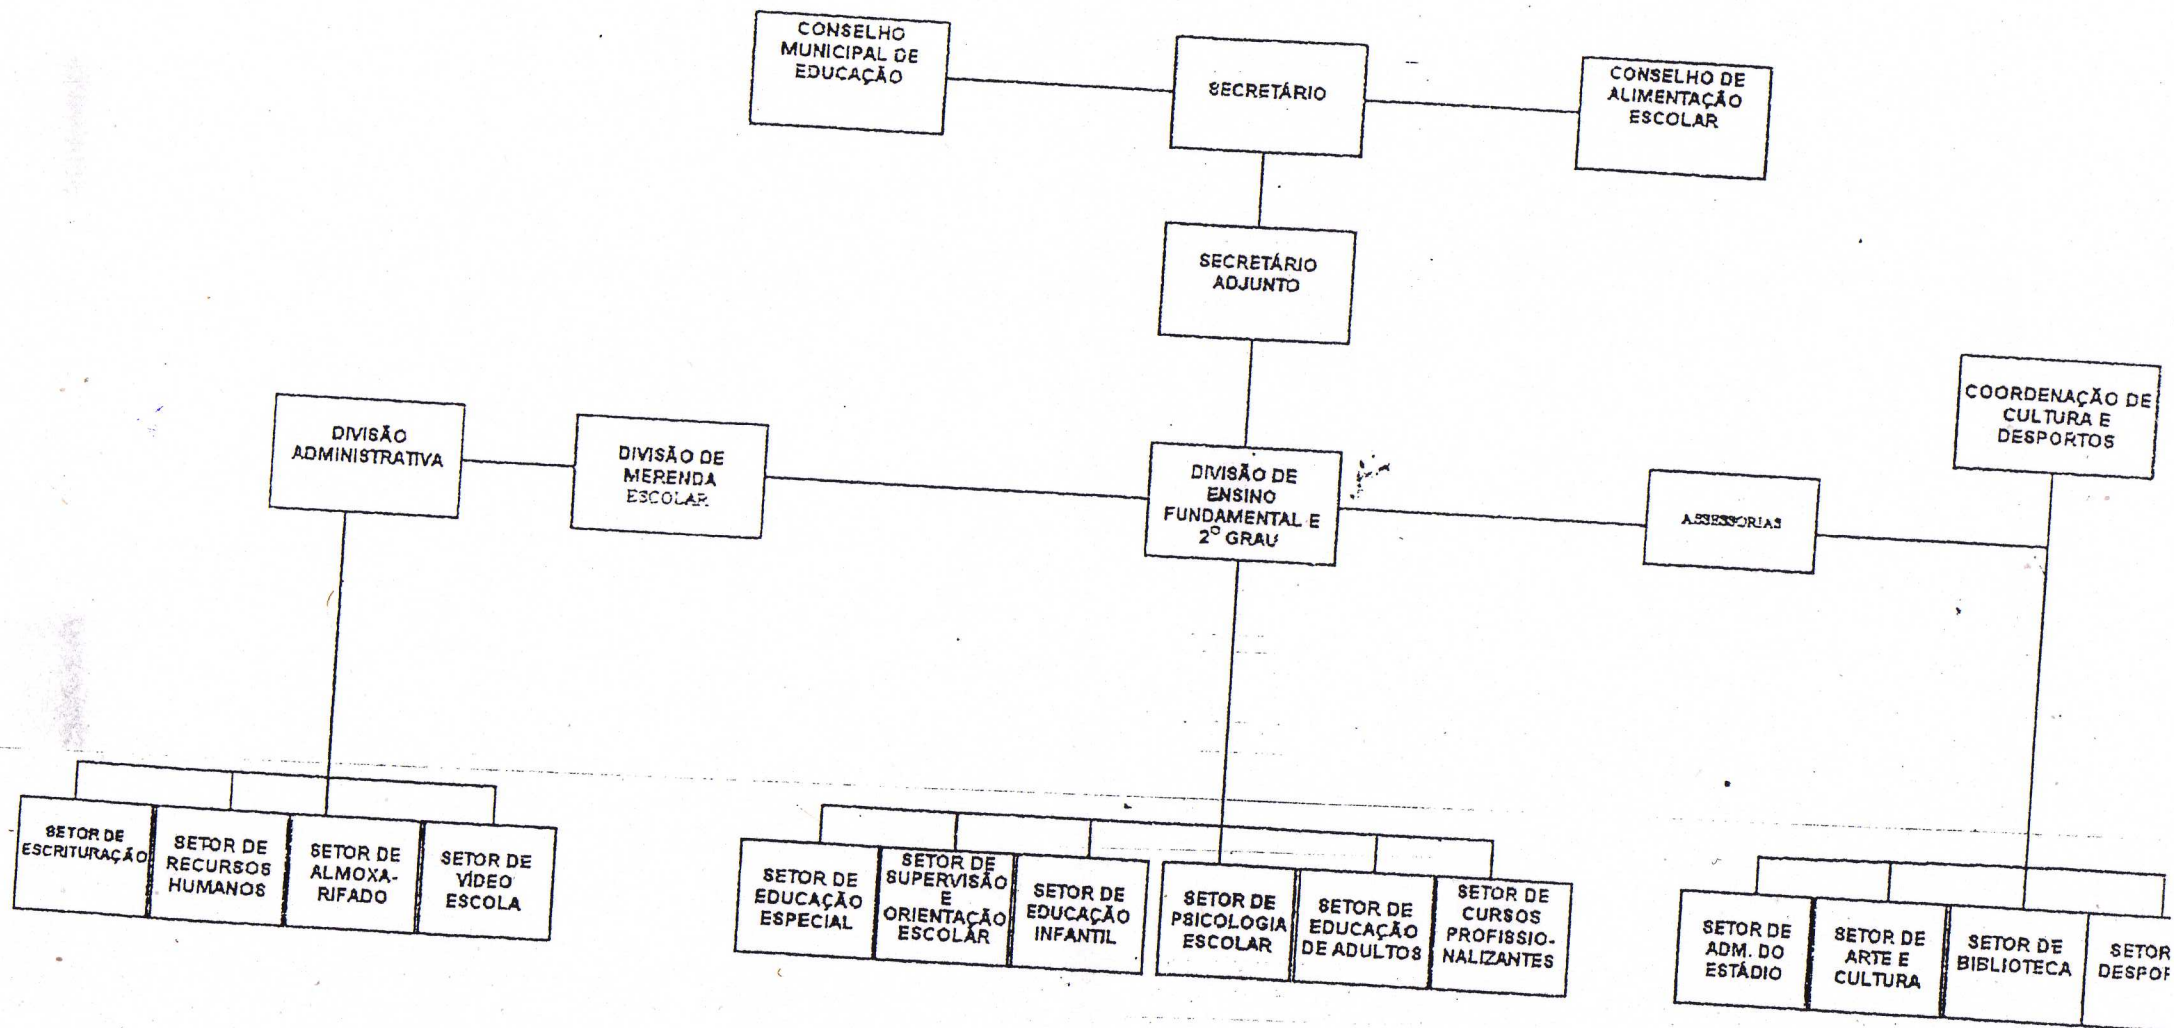 CONSELHO
MUNICIPAL DE
EDUCAÇÃO
SECRETÁRIO
CONSELHO DE
ALIMENTAÇÃO
ESCOLAR
SECRETÁRIO
ADJUNTO
DIVISÃO
ADMINISTRATIVA
DIVISÃO DE
MERENDA
ESCOLAR
DIVISÃO DE
ENSINO
FUNDAMENTAL E
2º GRAU
ASSESSORIAS
COORDENAÇÃO DE
CULTURA E
DESPORTOS
SETOR DE
ESCRITURAÇÃO
SETOR DE
RECURSOS
HUMANOS
SETOR DE
ALMOXA-
RIFADO
SETOR DE
VÍDEO
ESCOLA
SETOR DE
EDUCAÇÃO
ESPECIAL
SETOR DE
SUPERVISÃO
E
ORIENTAÇÃO
ESCOLAR
SETOR DE
EDUCAÇÃO
INFANTIL
SETOR DE
PSICOLOGIA
ESCOLAR
SETOR DE
EDUCAÇÃO
DE ADULTOS
SETOR DE
CURSOS
PROFISSIO-
NALIZANTES
SETOR DE
ADM. DO
ESTÁDIO
SETOR DE
ARTE E
CULTURA
SETOR DE
BIBLIOTECA
SETOR